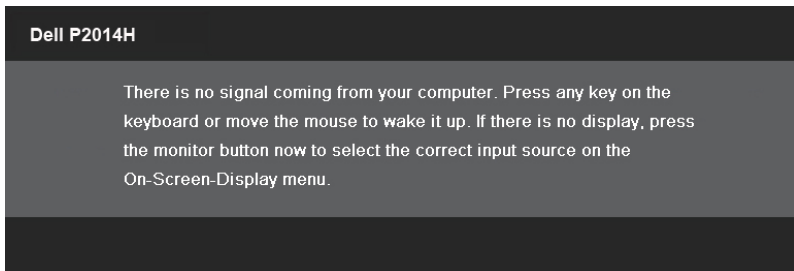 Dell P2014H
There is no signal coming from your computer. Press any key on the
keyboard or move the mouse to wake it up. If there is no display, press
the monitor button now to select the correct input source on the
On-Screen-Display menu.